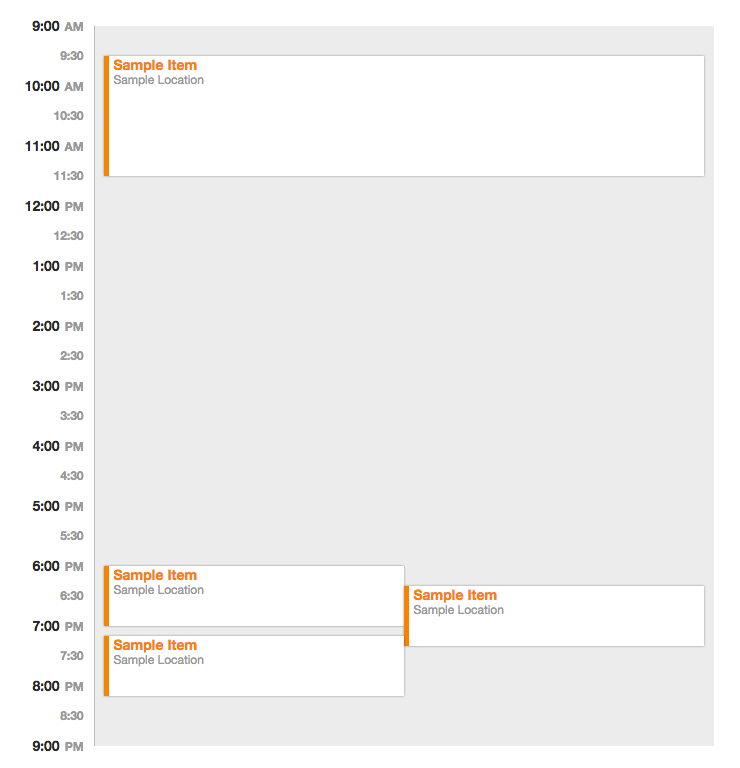 9:00 AM
9:30
Sample Item
Sample Location
10:00 AM
10:30
11:00 AM
11:30
12:00 PM
12:30
1:00 PM
1:30
2:00 PM
2:30
3:00 PM
3:30
4:00 PM
4:30
5:00 PM
5:30
6:00 PM
Sample Item
Sample Location
6:30
Sample Item
Sample Location
7:00 PM
Sample Item
7:30
Sample Location
8:00 PM
8:30
9:00 PM